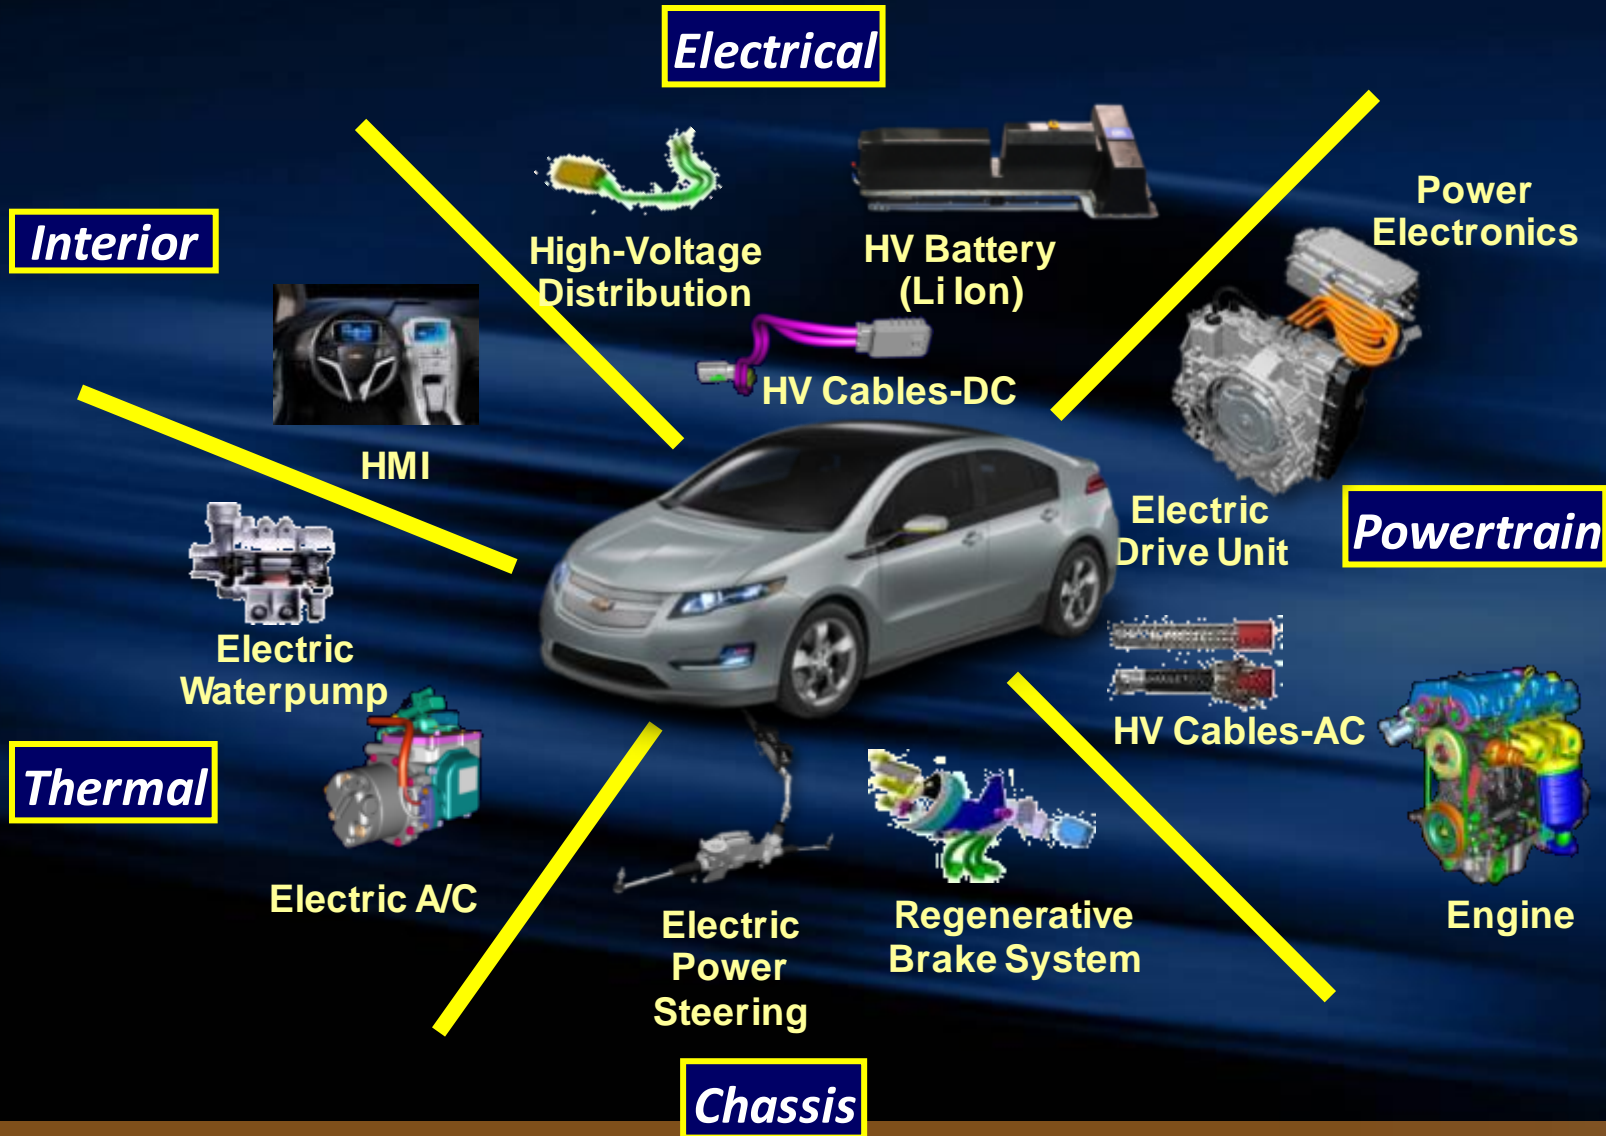 Electrical
Interior
High-Voltage
Distribution
HV Battery
(Li Ion)
HV Cables-DC
Power
Electronics
HMI
Electric
Drive Unit
Powertrain
Electric
Waterpump
HV Cables-AC
Thermal
Electric A/C
Electric
Power
Steering
Regenerative
Brake System
Engine
Chassis